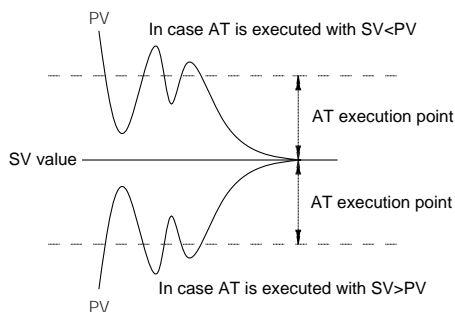 PV
In case AT is executed with SV<PV
AT execution point
SV value
AT execution point
In case AT is executed with SV>PV
PV